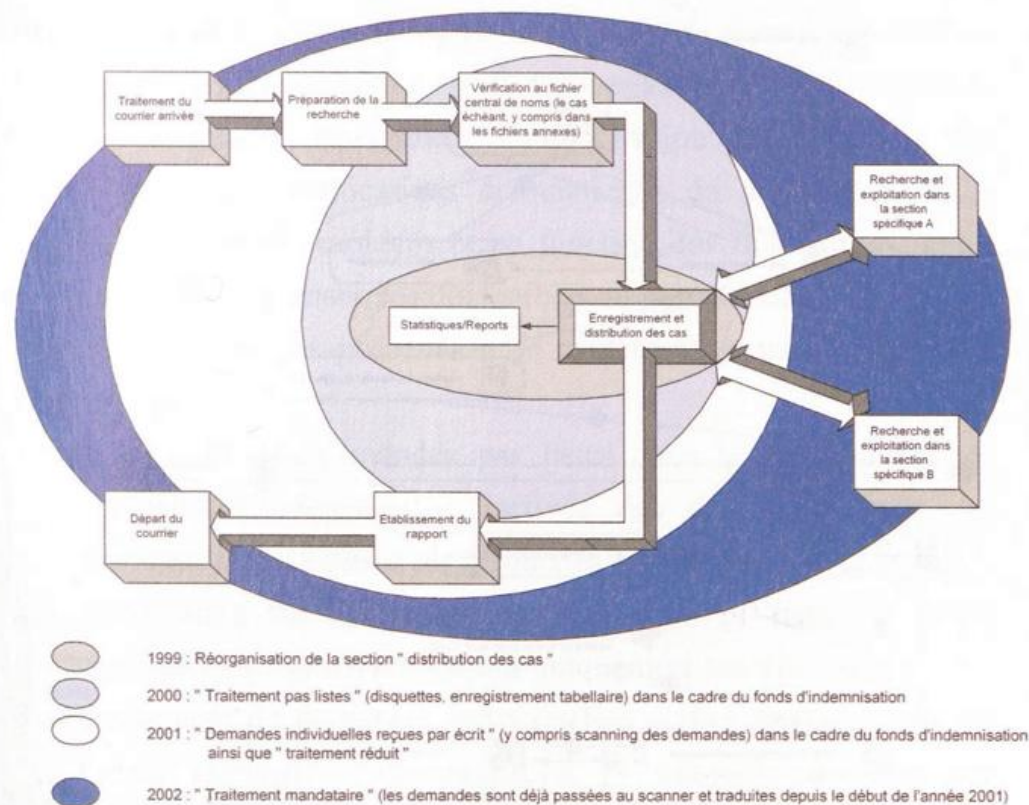 Traitement du
courrier arrivée
Préparation de la
recherche
Vérification au fichier
central de noms (le cas
échéant, y compris dans
les fichiers annexes)
Recherche et
exploitation dans
la section
spécifique A
Statistiques/Reports
Enregistrement et
distribution des cas
Recherche et
exploitation dans
la section
spécifique B
Départ du
courrier
Etablissement du
rapport
1999 : Réorganisation de la section " distribution des cas "
2000 : " Traitement pas listes " (disquettes, enregistrement tabellaire) dans le cadre du fonds d'indemnisation
2001 : " Demandes individuelles reçues par écrit " (y compris scanning des demandes) dans le cadre du fonds d'indemnisation
ainsi que " traitement réduit "
2002 : " Traitement mandataire " (les demandes sont déjà passées au scanner et traduites depuis le début de l'année 2001)